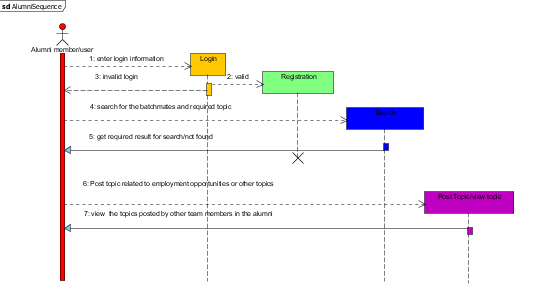 sd AlumniSequence
Alumni member/user
1: enter login information
Login
3: invalid login
2: valid
Registration
4: search for the batchmates and required topic
Search
5: get required result for search/not found
6: Post topic related to employment opportunities or other topics
Post Topic/view topic
7: view the topics posted by other team members in the alumni